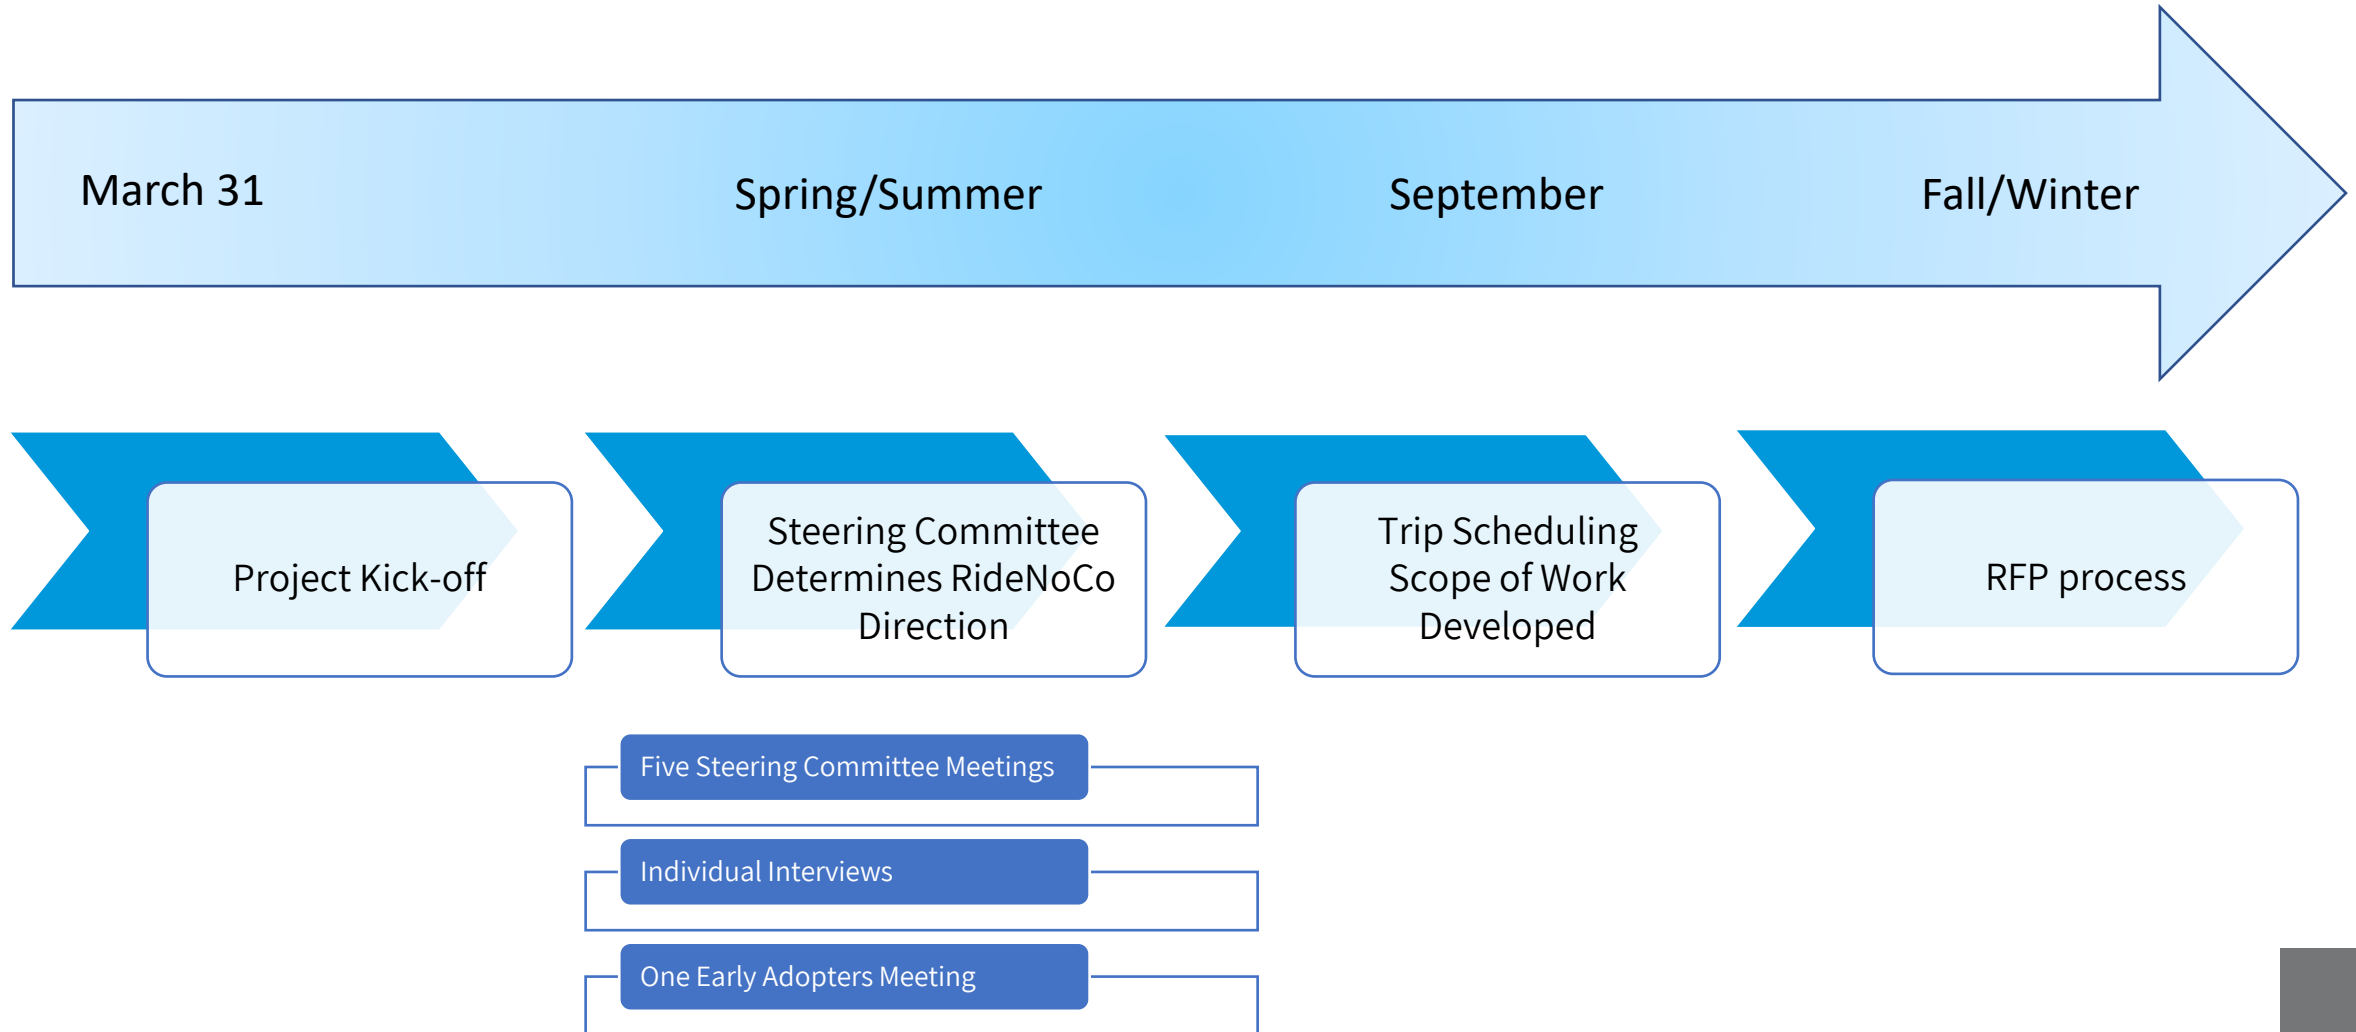 March 31
Spring/Summer
September
Fall/Winter
Project Kick-off
Steering Committee
Determines RideNoCo
Direction
Trip Scheduling
Scope of Work
Developed
RFP process
Five Steering Committee Meetings
Individual Interviews
One Early Adopters Meeting